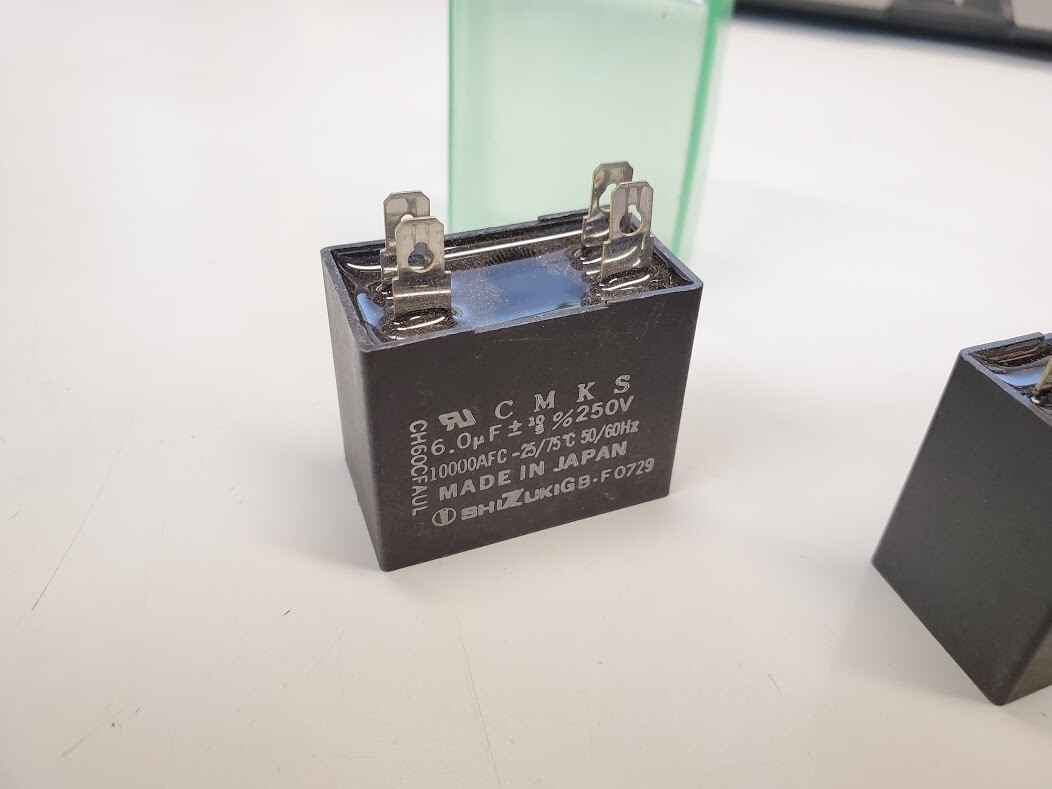 CMKS
6.0μF ± 10/5 %250V
10000AFC -25/75℃ 50/60Hz
MADE IN JAPAN
SHIZUKI GB·F0729
CH60CFAUL